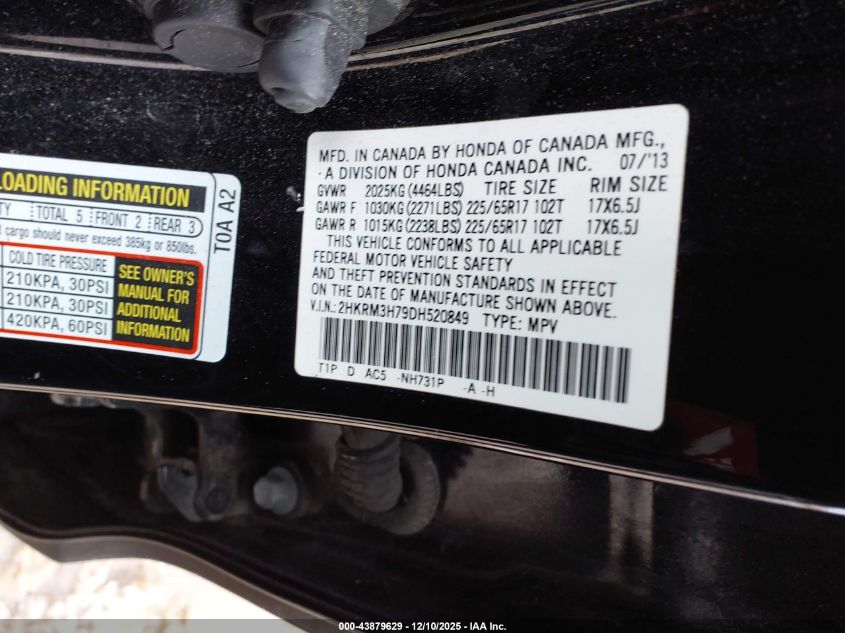 LOADING INFORMATION
TOTAL 5 FRONT 2 REAR 3
cargo should never exceed 385kg or 850lbs.
COLD TIRE PRESSURE
210KPA, 30PSI
210KPA, 30PSI
420KPA, 60PSI
SEE OWNER'S
MANUAL FOR
ADDITIONAL
INFORMATION
T0A A2
MFD. IN CANADA BY HONDA OF CANADA MFG.,
A DIVISION OF HONDA CANADA INC. 07/'13
GVWR 2025KG (4464LBS) TIRE SIZE RIM SIZE
GAWR F 1030KG (2271LBS) 225/65R17 102T 17X6.5J
GAWR R 1015KG (2238LBS) 225/65R17 102T 17X6.5J
THIS VEHICLE CONFORMS TO ALL APPLICABLE
FEDERAL MOTOR VEHICLE SAFETY
AND THEFT PREVENTION STANDARDS IN EFFECT
ON THE DATE OF MANUFACTURE SHOWN ABOVE.
V.I.N.: 2HKRM3H79DH520849 TYPE: MPV
T1P D AC5 -NH731P -A -H
000-43879629 - 12/10/2025 - IAA Inc.